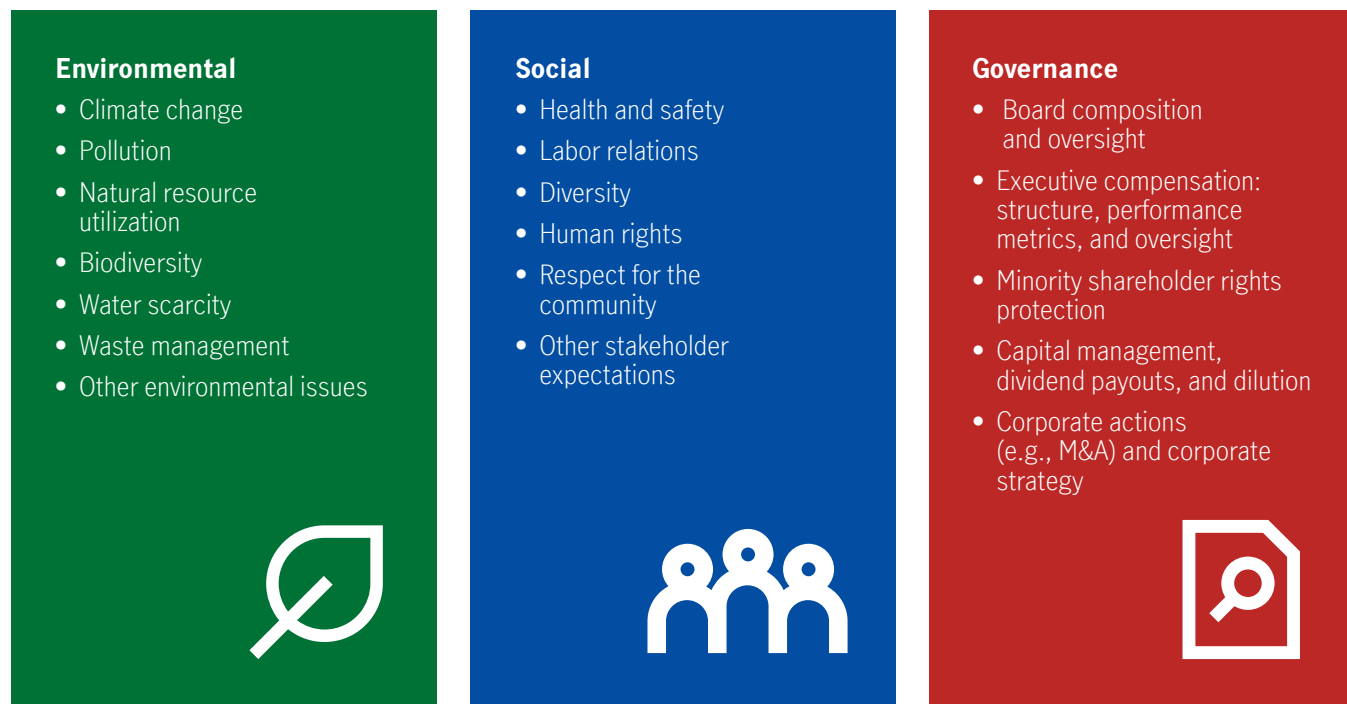 Environmental
• Climate change
• Pollution
• Natural resource
utilization
• Biodiversity
• Water scarcity
• Waste management
• Other environmental issues
Social
• Health and safety
• Labor relations
• Diversity
• Human rights
• Respect for the
community
• Other stakeholder
expectations
Governance
• Board composition
and oversight
• Executive compensation:
structure, performance
metrics, and oversight
• Minority shareholder rights
protection
• Capital management,
dividend payouts, and dilution
• Corporate actions
(e.g., M&A) and corporate
strategy